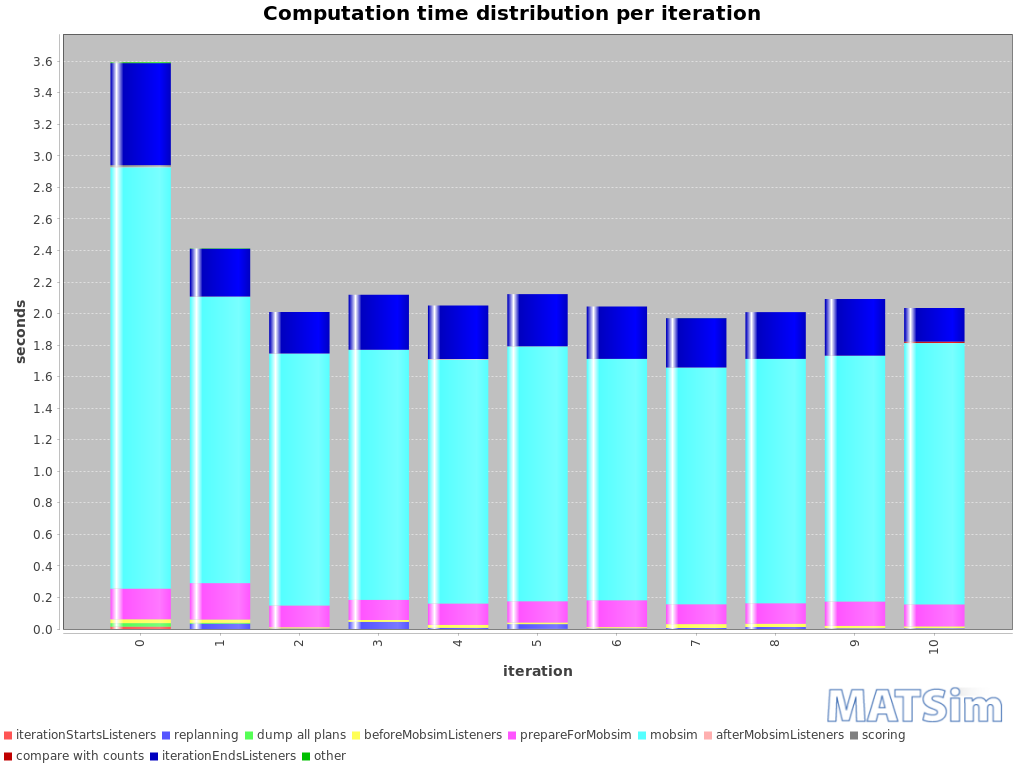 Computation time distribution per iteration
3.6
3.4
3.2
3.0
2.8
2.6
2.4
2.2
2.0
1.8
1.6
1.4
1.2
1.0
0.8
0.6
0.4
0.2
0.0
seconds
0 1 2 3 4 5 6 7 8 9 10
iteration
MATSim
iterationStartsListeners replanning dump all plans beforeMobsimListeners prepareForMobsim mobsim afterMobsimListeners scoring
compare with counts iterationEndsListeners other